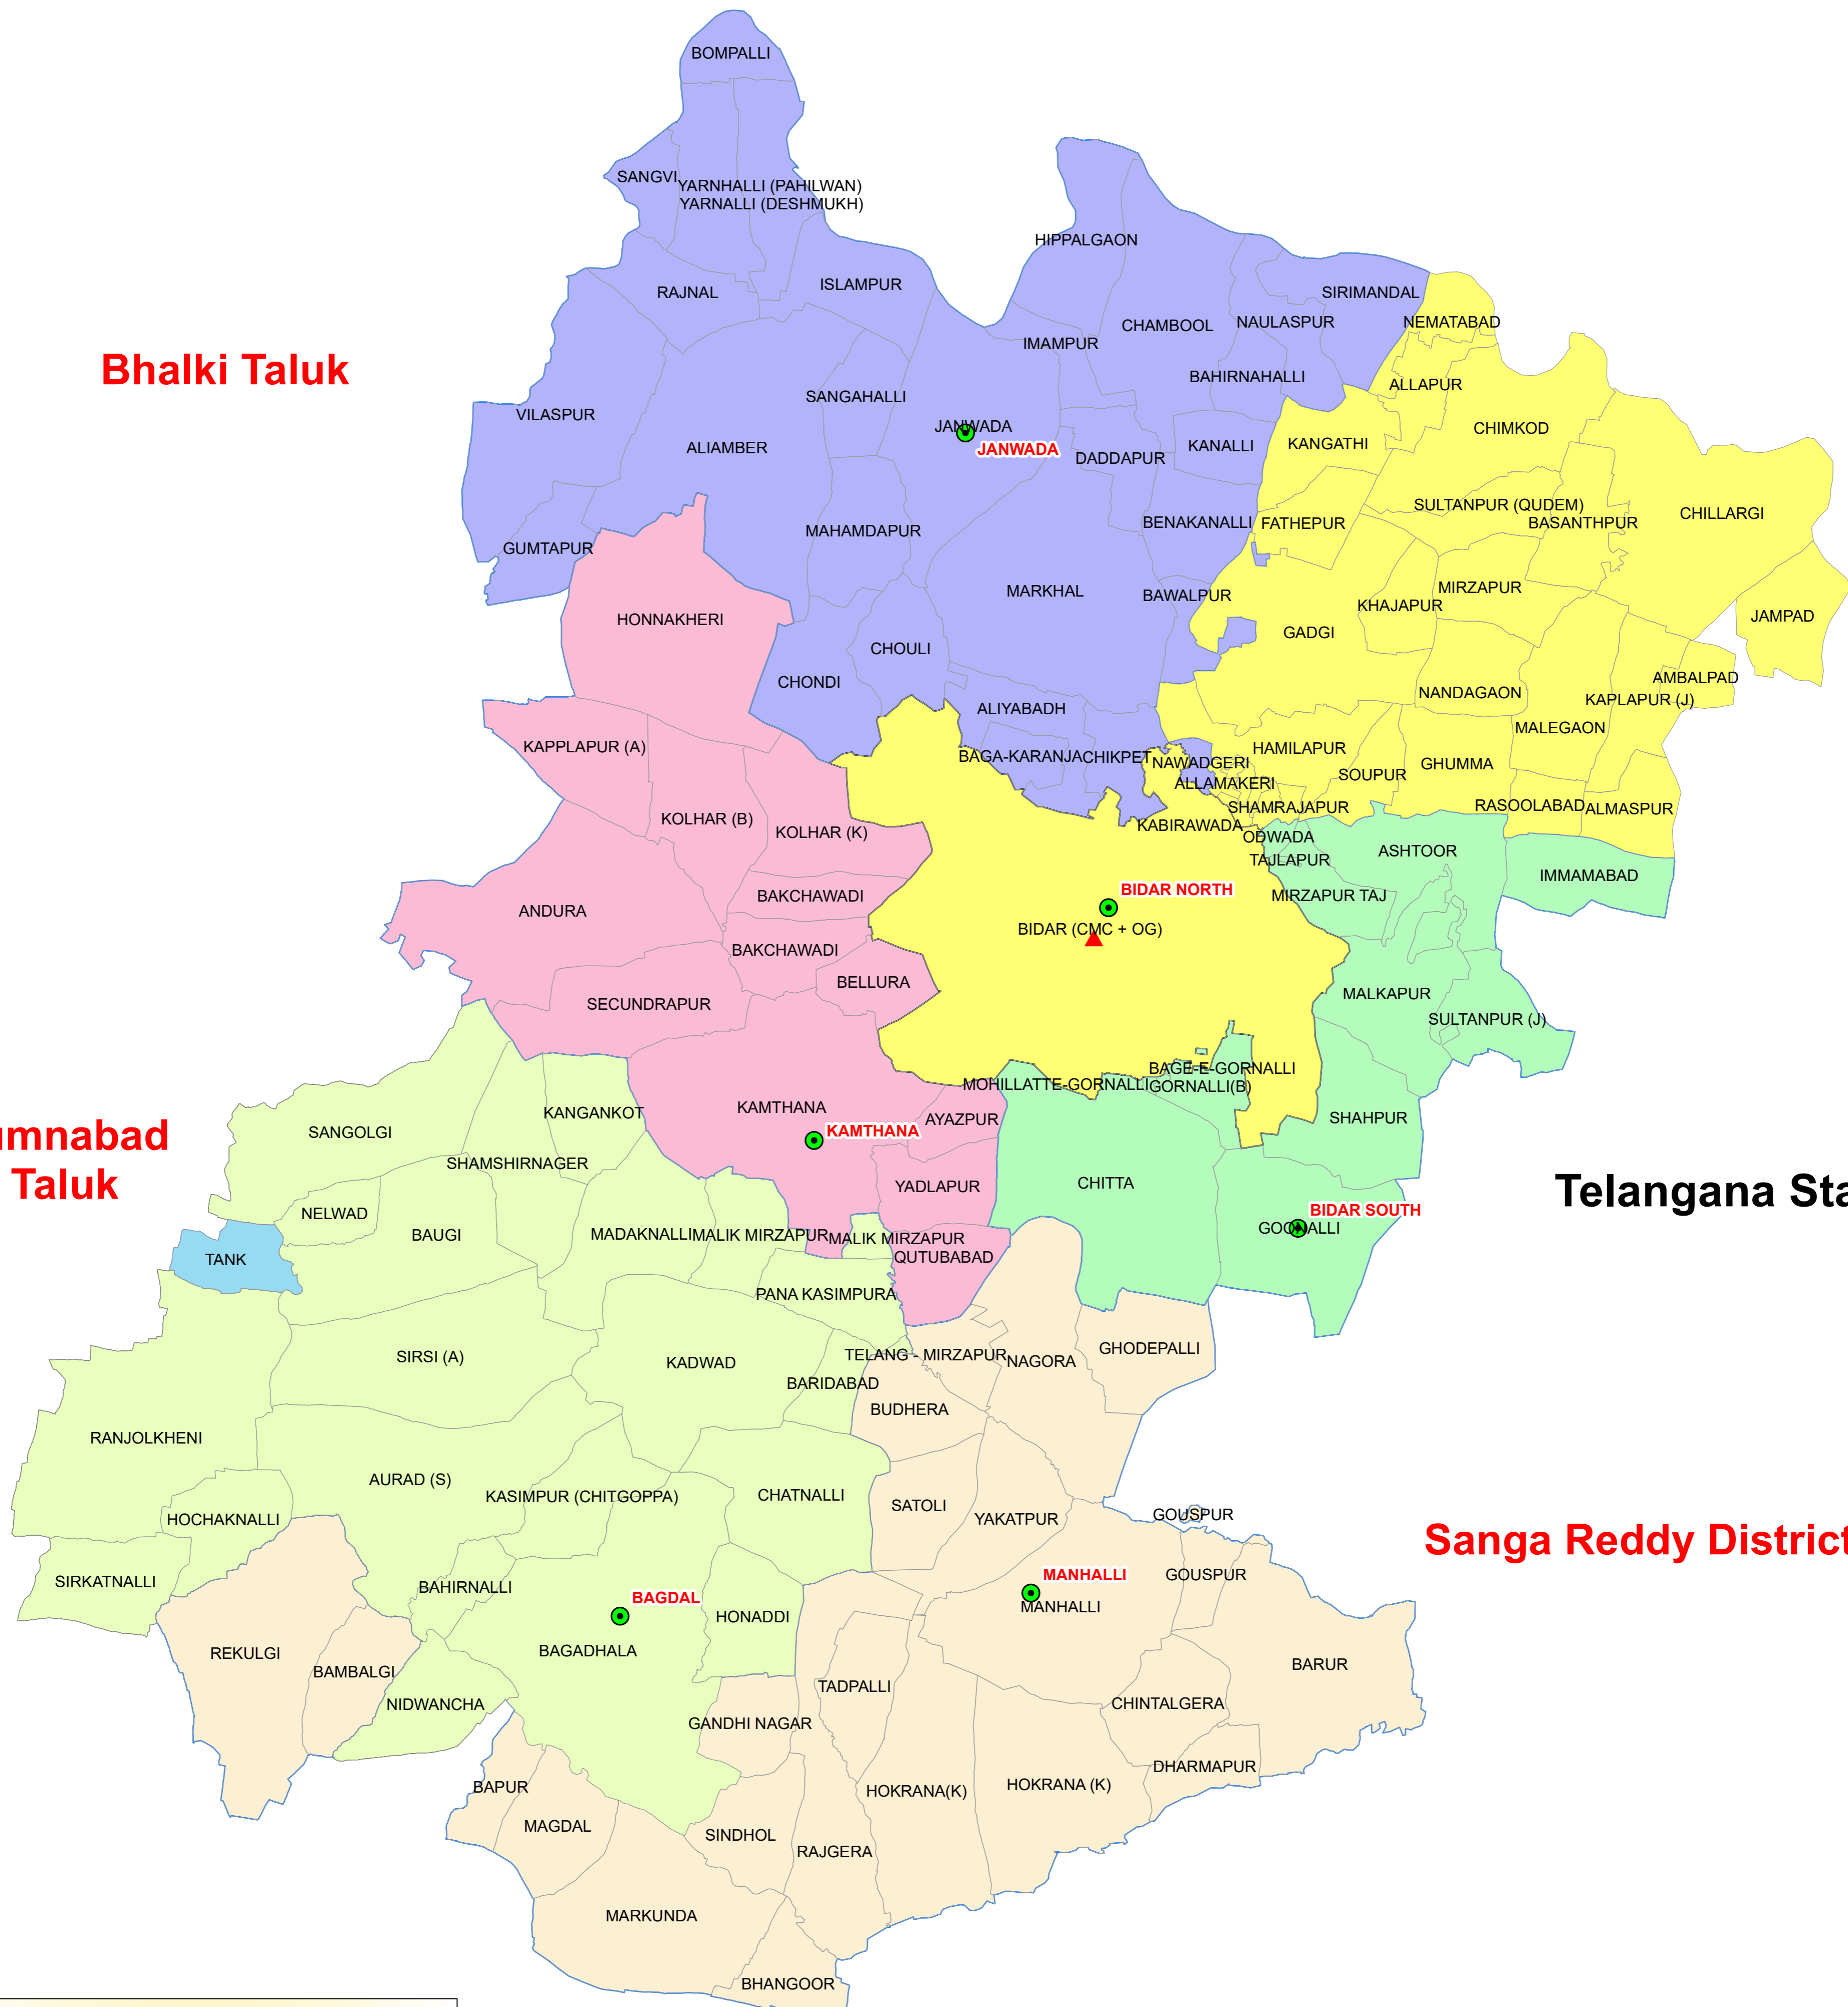 BOMPALLI
SANGVI
YARNHALLI (PAHILWAN)
YARNALLI (DESHMUKH)
HIPPALGAON
ISLAMPUR
RAJNAL
SIRIMANDAL
CHAMBOOL
NAULASPUR
NEMATABAD
IMAMPUR
Bhalki Taluk
BAHIRNAHALLI
ALLAPUR
SANGAHALLI
VILASPUR
JANWADA
JANWADA
CHIMKOD
KANGATHI
KANALLI
ALIAMBER
DADDAPUR
SULTANPUR (QUDEM)
CHILLARGI
BENAKANALLI
FATHEPUR
BASANTHPUR
MAHAMDAPUR
GUMTAPUR
MIRZAPUR
MARKHAL
BAWALPUR
KHAJAPUR
JAMPAD
HONNAKHERI
GADGI
CHOULI
CHONDI
AMBALPAD
NANDAGAON
KAPLAPUR (J)
ALIYABADH
MALEGAON
KAPPLAPUR (A)
HAMILAPUR
BAGA-KARANJA
CHIKPET
NAWADGERI
GHUMMA
SOUPUR
ALLAMAKERI
SHAMRAJAPUR
RASOOLABAD
ALMASPUR
KOLHAR (B)
KABIRAWADA
KOLHAR (K)
ODWADA
ASHTOOR
TAJLAPUR
IMMAMABAD
BIDAR NORTH
BAKCHAWADI
MIRZAPUR TAJ
ANDURA
BIDAR (CMC + OG)
BAKCHAWADI
BELLURA
MALKAPUR
SECUNDRAPUR
SULTANPUR (J)
BAGE-E-GORNALLI
MOHILLATTE-GORNALLI
GORNALLI(B)
KAMTHANA
KANGANKOT
AYAZPUR
SHAHPUR
SANGOLGI
KAMTHANA
umnabad
Taluk
SHAMSHIRNAGER
CHITTA
YADLAPUR
Telangana Sta
NELWAD
BIDAR SOUTH
BAUGI
MADAKNALLI
MALIK MIRZAPUR
MALIK MIRZAPUR
TANK
QUTUBABAD
PANA KASIMPURA
GHODEPALLI
SIRSI (A)
KADWAD
TELANG - MIRZAPUR
NAGORA
BARIDABAD
BUDHERA
RANJOLKHENI
AURAD (S)
KASIMPUR (CHITGOPPA)
CHATNALLI
SATOLI
YAKATPUR
GOUSPUR
HOCHAKNALLI
Sanga Reddy District
SIRKATNALLI
BAHIRNALLI
MANHALLI
GOUSPUR
BAGDAL
MANHALLI
HONADDI
REKULGI
BAGADHALA
BARUR
BAMBALGI
TADPALLI
NIDWANCHA
CHINTALGERA
GANDHI NAGAR
DHARMAPUR
BAPUR
HOKRANA(K)
HOKRANA (K)
MAGDAL
SINDHOL
RAJGERA
MARKUNDA
BHANGOOR